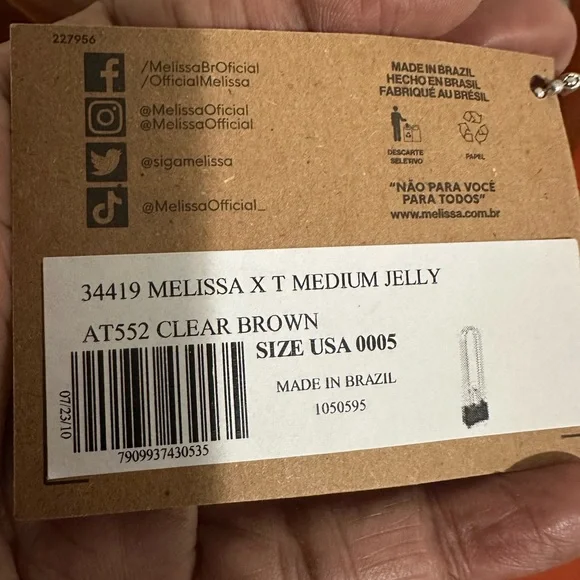 227956
/MelissaBrOficial
/OfficialMelissa
@MelissaOficial
@MelissaOfficial
@sigamelissa
@MelissaOfficial_
MADE IN BRAZIL
HECHO EN BRASIL
FABRIQUÉ AU BRÉSIL
DESCARTE
SELETIVO
PAPEL
"NÃO PARA VOCÊ
PARA TODOS"
www.melissa.com.br
34419 MELISSA X T MEDIUM JELLY
AT552 CLEAR BROWN
SIZE USA 0005
MADE IN BRAZIL
1050595
07/23/10
7909937430535